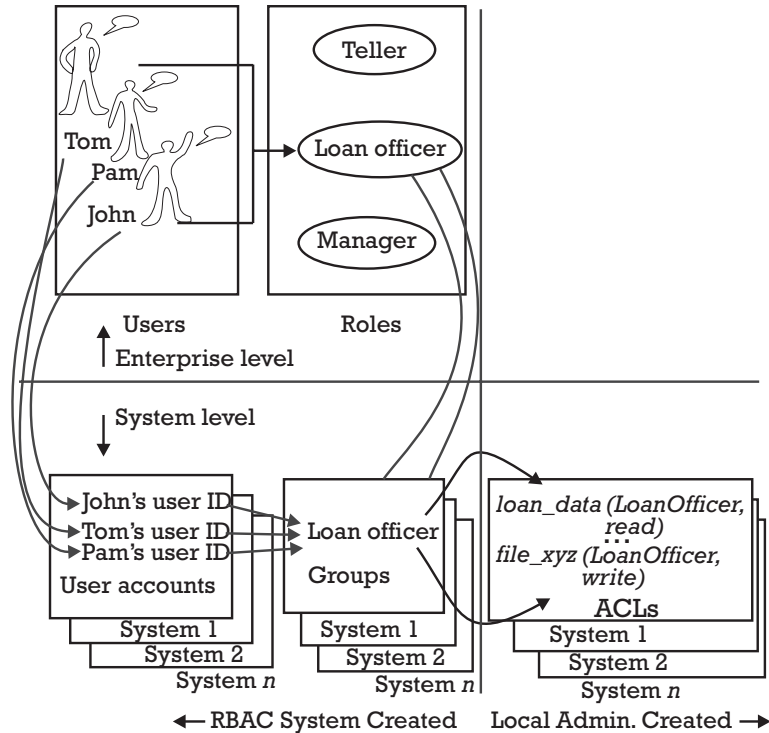 Teller
Tom
Loan officer
Pam
John
Manager
Users
Roles
Enterprise level
System level
John's user ID
Tom's user ID
Pam's user ID
User accounts
System 1
System 2
System n
Loan officer
Groups
System 1
System 2
System n
loan_data (LoanOfficer,
read)
...
file_xyz (LoanOfficer,
write)
ACLs
System 1
System 2
System n
RBAC System Created
Local Admin. Created